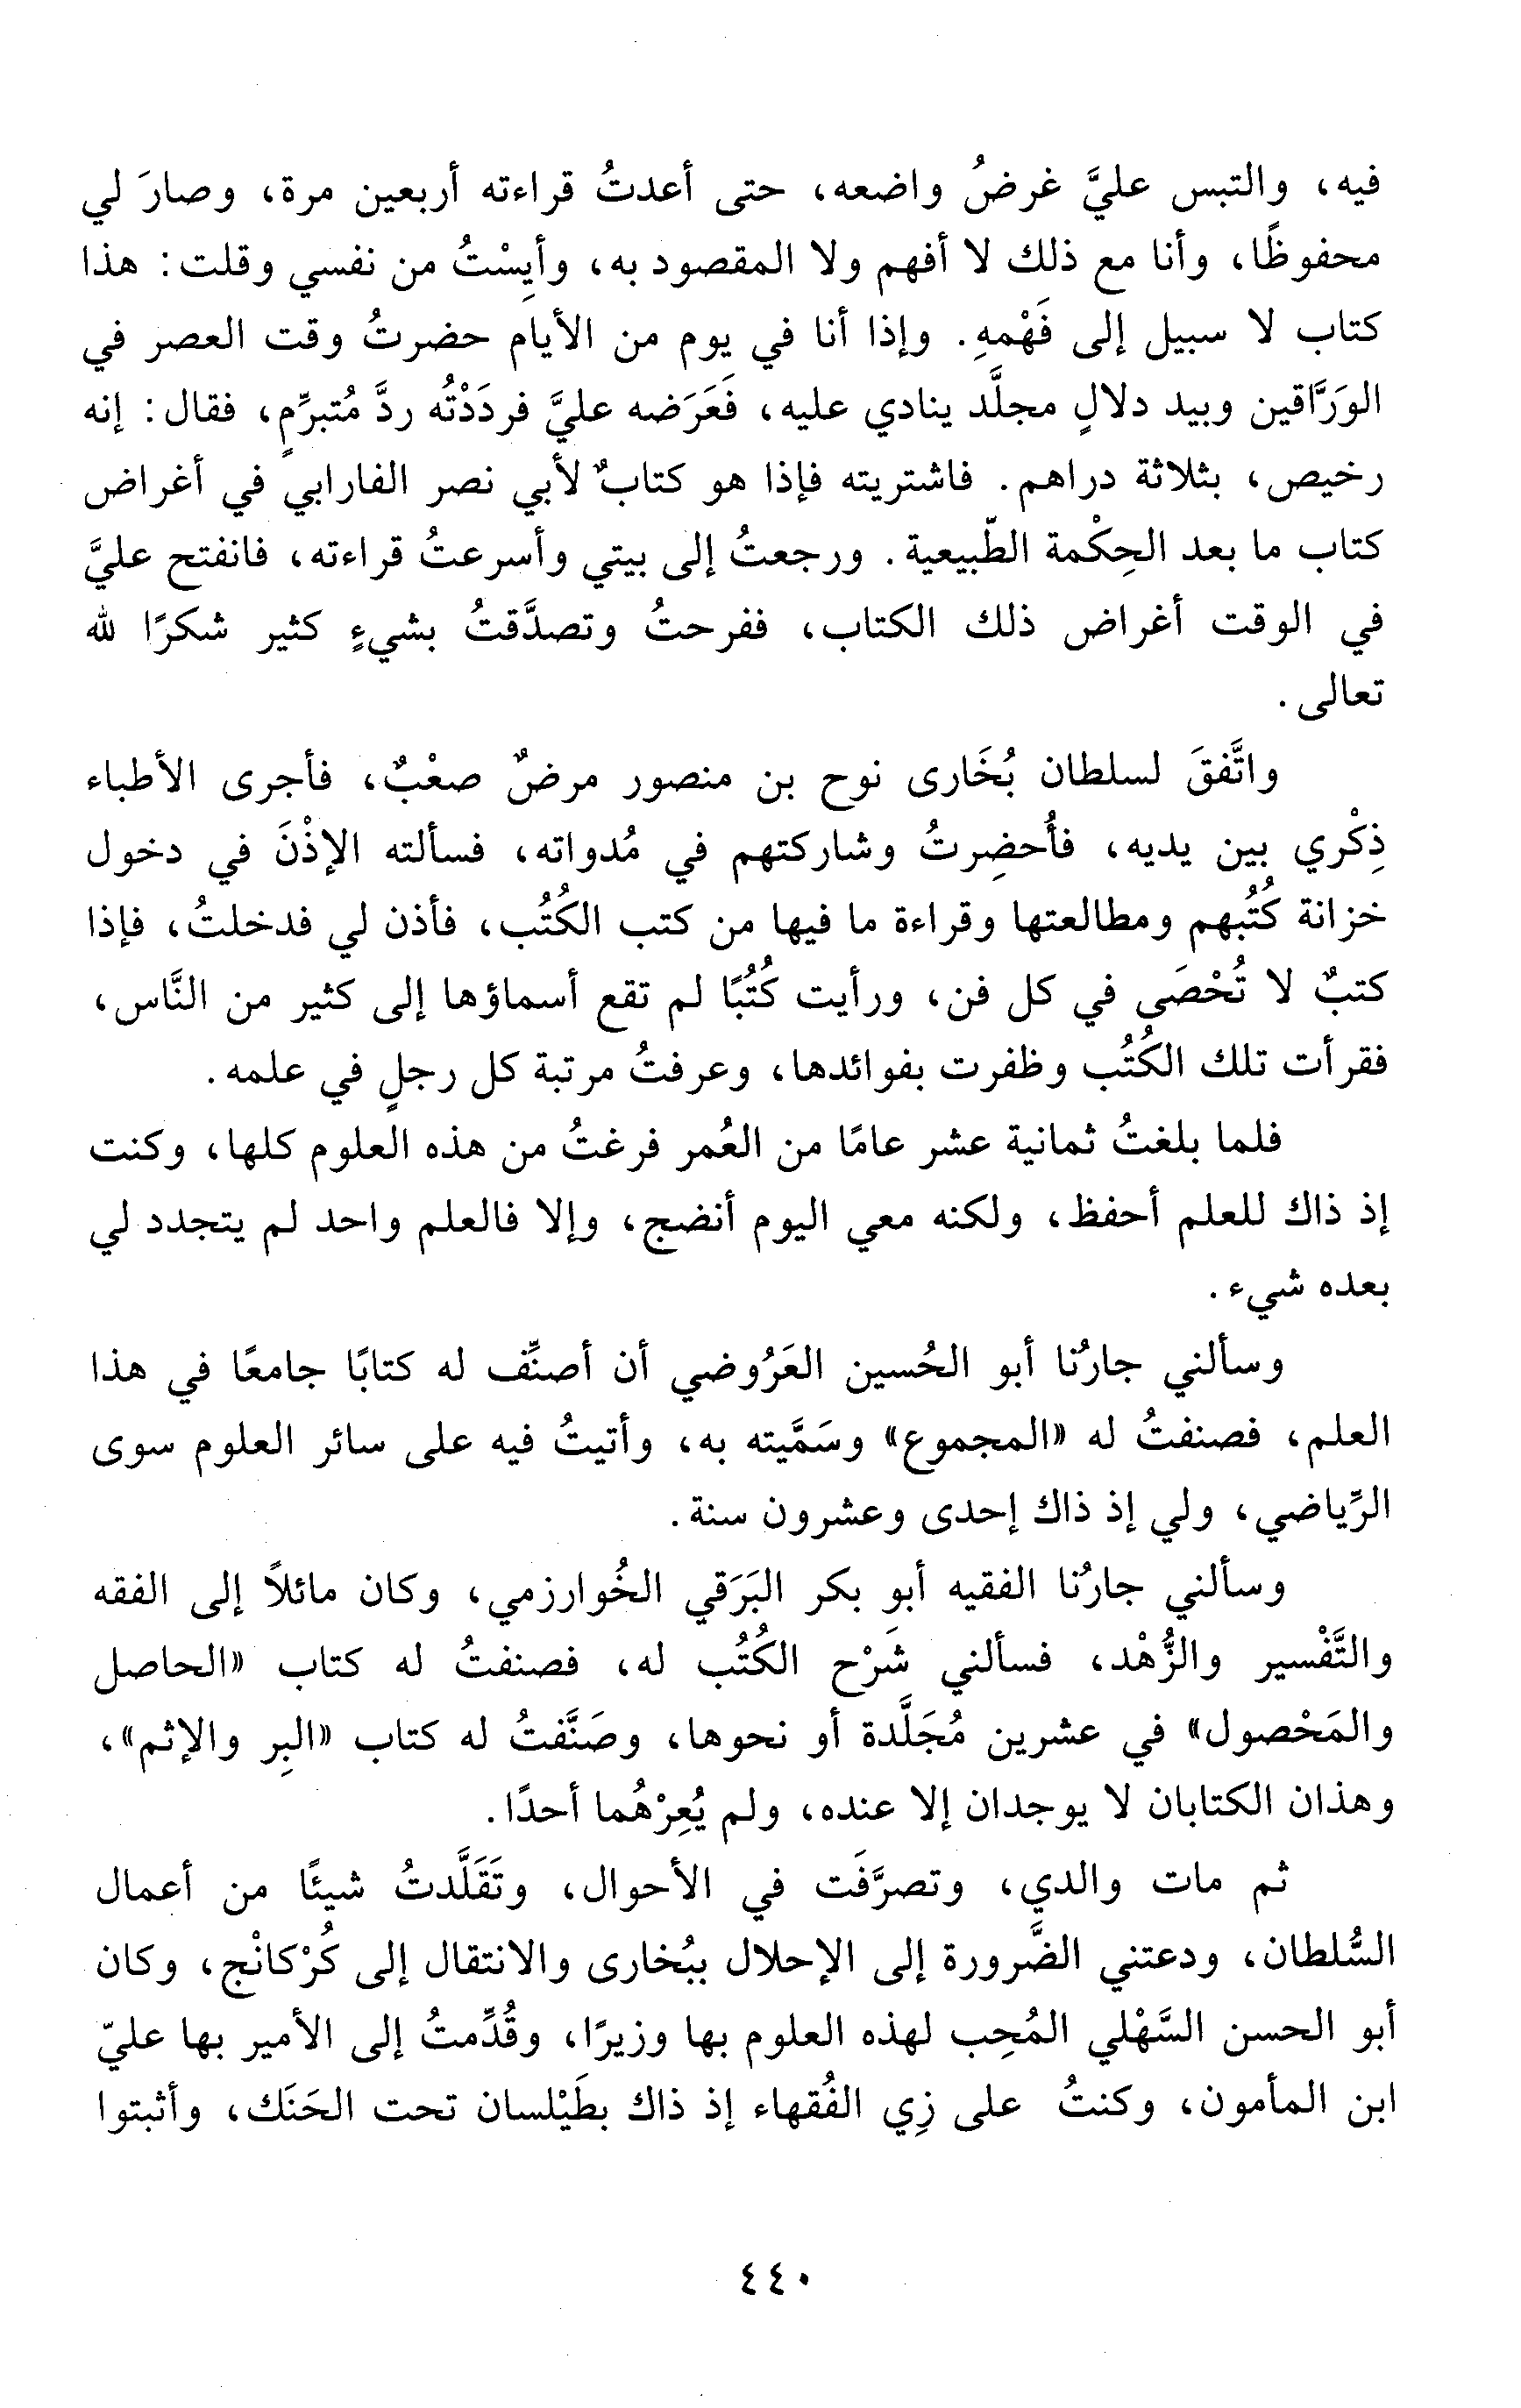 فيه، والتبس عليَّ غرضُ واضعه، حتى أعدتُ قراءته أربعين مرة، وصارَ لي
محفوظًا، وأنا مع ذلك لا أفهم ولا المقصود به، وأيِسْتُ من نفسي وقلت: هذا
كتاب لا سبيل إلى فَهْمهِ. وإذا أنا في يوم من الأيام حضرتُ وقت العصر في
الورَّاقين وبيد دلالٍ مجلَّد ينادي عليه، فَعَرَضه عليَّ فردَدْتُه ردَّ مُتبرِّمٍ، فقال: إنه
رخيص، بثلاثة دراهم. فاشتريته فإذا هو كتابٌ لأبي نصر الفارابي في أغراض
كتاب ما بعد الحِكْمة الطّبيعية. ورجعتُ إلى بيتي وأسرعتُ قراءته، فانفتح عليَّ
في الوقت أغراض ذلك الكتاب، ففرحتُ وتصدَّقتُ بشيءٍ كثير شكرًا لله
تعالى.
واتَّفقَ لسلطان بُخَارى نوح بن منصور مرضٌ صعْبٌ، فأجرى الأطباء
ذِكْري بين يديه، فأُحضِرتُ وشاركتهم في مُدواته، فسألته الإذْنَ في دخول
خزانة كُتُبهم ومطالعتها وقراءة ما فيها من كتب الكُتُب، فأذن لي فدخلتُ، فإذا
كتبٌ لا تُحْصَى في كل فن، ورأيت كُتُبًا لم تقع أسماؤها إلى كثير من النَّاس،
فقرأت تلك الكُتُب وظفرت بفوائدها، وعرفتُ مرتبة كل رجلٍ في علمه.
فلما بلغتُ ثمانية عشر عامًا من العُمر فرغتُ من هذه العلوم كلها، وكنت
إذ ذاك للعلم أحفظ، ولكنه معي اليوم أنضج، وإلا فالعلم واحد لم يتجدد لي
بعده شيء.
وسألني جارُنا أبو الحُسين العَرُوضي أن أصنِّف له كتابًا جامعًا في هذا
العلم، فصنفتُ له «المجموع» وسَمَّيته به، وأتيتُ فيه على سائر العلوم سوى
الرِّياضي، ولي إذ ذاك إحدى وعشرون سنة.
وسألني جارُنا الفقيه أبو بكر البَرَقي الخُوارزمي، وكان مائلاً إلى الفقه
والتَّفْسير والزُّهْد، فسألني شَرْح الكُتُب له، فصنفتُ له كتاب «الحاصل
والمَحْصول» في عشرين مُجَلَّدة أو نحوها، وصَنَّفتُ له كتاب «البِر والإثم»،
وهذان الكتابان لا يوجدان إلا عنده، ولم يُعِرْهُما أحدًا.
ثم مات والدي، وتصرَّفَت في الأحوال، وتَقَلَّدتُ شيئًا من أعمال
السُّلطان، ودعتني الضَّرورة إلى الإحلال ببُخارى والانتقال إلى كُرْكانْج، وكان
أبو الحسن السَّهْلي المُحِب لهذه العلوم بها وزيرًا، وقُدِّمتُ إلى الأمير بها عليّ
ابن المأمون، وكنتُ على زِي الفُقهاء إذ ذاك بطَيْلسان تحت الحَنَك، وأثبتوا
٤٤٠